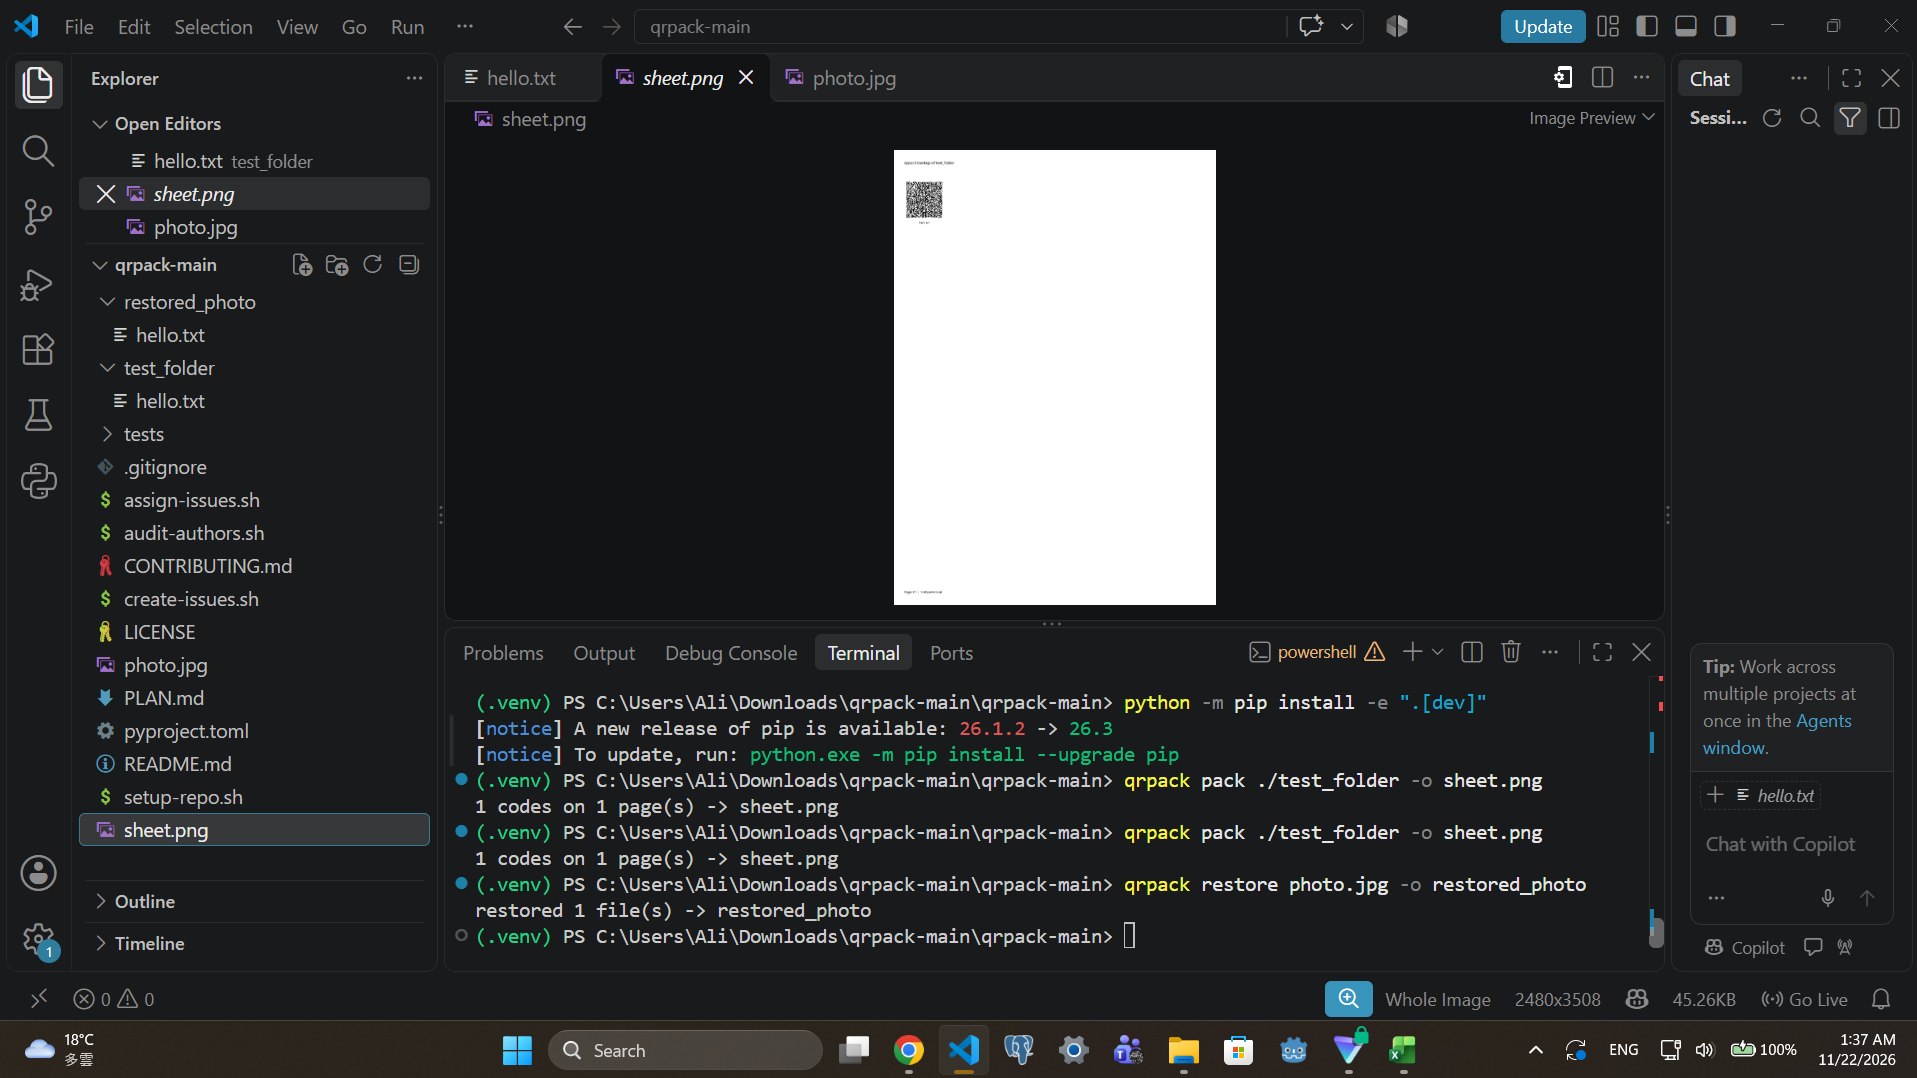 File Edit Selection View Go Run ···
qrpack-main
Update
Explorer
Open Editors
hello.txt test_folder
sheet.png
photo.jpg
qrpack-main
restored_photo
hello.txt
test_folder
hello.txt
tests
.gitignore
assign-issues.sh
audit-authors.sh
CONTRIBUTING.md
create-issues.sh
LICENSE
photo.jpg
PLAN.md
pyproject.toml
README.md
setup-repo.sh
sheet.png
Outline
Timeline
hello.txt sheet.png photo.jpg
sheet.png
Image Preview
Problems Output Debug Console Terminal Ports
powershell
(.venv) PS C:\Users\Ali\Downloads\qrpack-main\qrpack-main> python -m pip install -e ".[dev]"
[notice] A new release of pip is available: 26.1.2 -> 26.3
[notice] To update, run: python.exe -m pip install --upgrade pip
(.venv) PS C:\Users\Ali\Downloads\qrpack-main\qrpack-main> qrpack pack ./test_folder -o sheet.png
1 codes on 1 page(s) -> sheet.png
(.venv) PS C:\Users\Ali\Downloads\qrpack-main\qrpack-main> qrpack pack ./test_folder -o sheet.png
1 codes on 1 page(s) -> sheet.png
(.venv) PS C:\Users\Ali\Downloads\qrpack-main\qrpack-main> qrpack restore photo.jpg -o restored_photo
restored 1 file(s) -> restored_photo
(.venv) PS C:\Users\Ali\Downloads\qrpack-main\qrpack-main>
Chat
Sessi...
Tip: Work across
multiple projects at
once in the Agents
window.
hello.txt
Chat with Copilot
Copilot
1
0 0
Whole Image 2480x3508 45.26KB Go Live
18°C
多雲
Search
ENG
100%
1:37 AM
11/22/2026